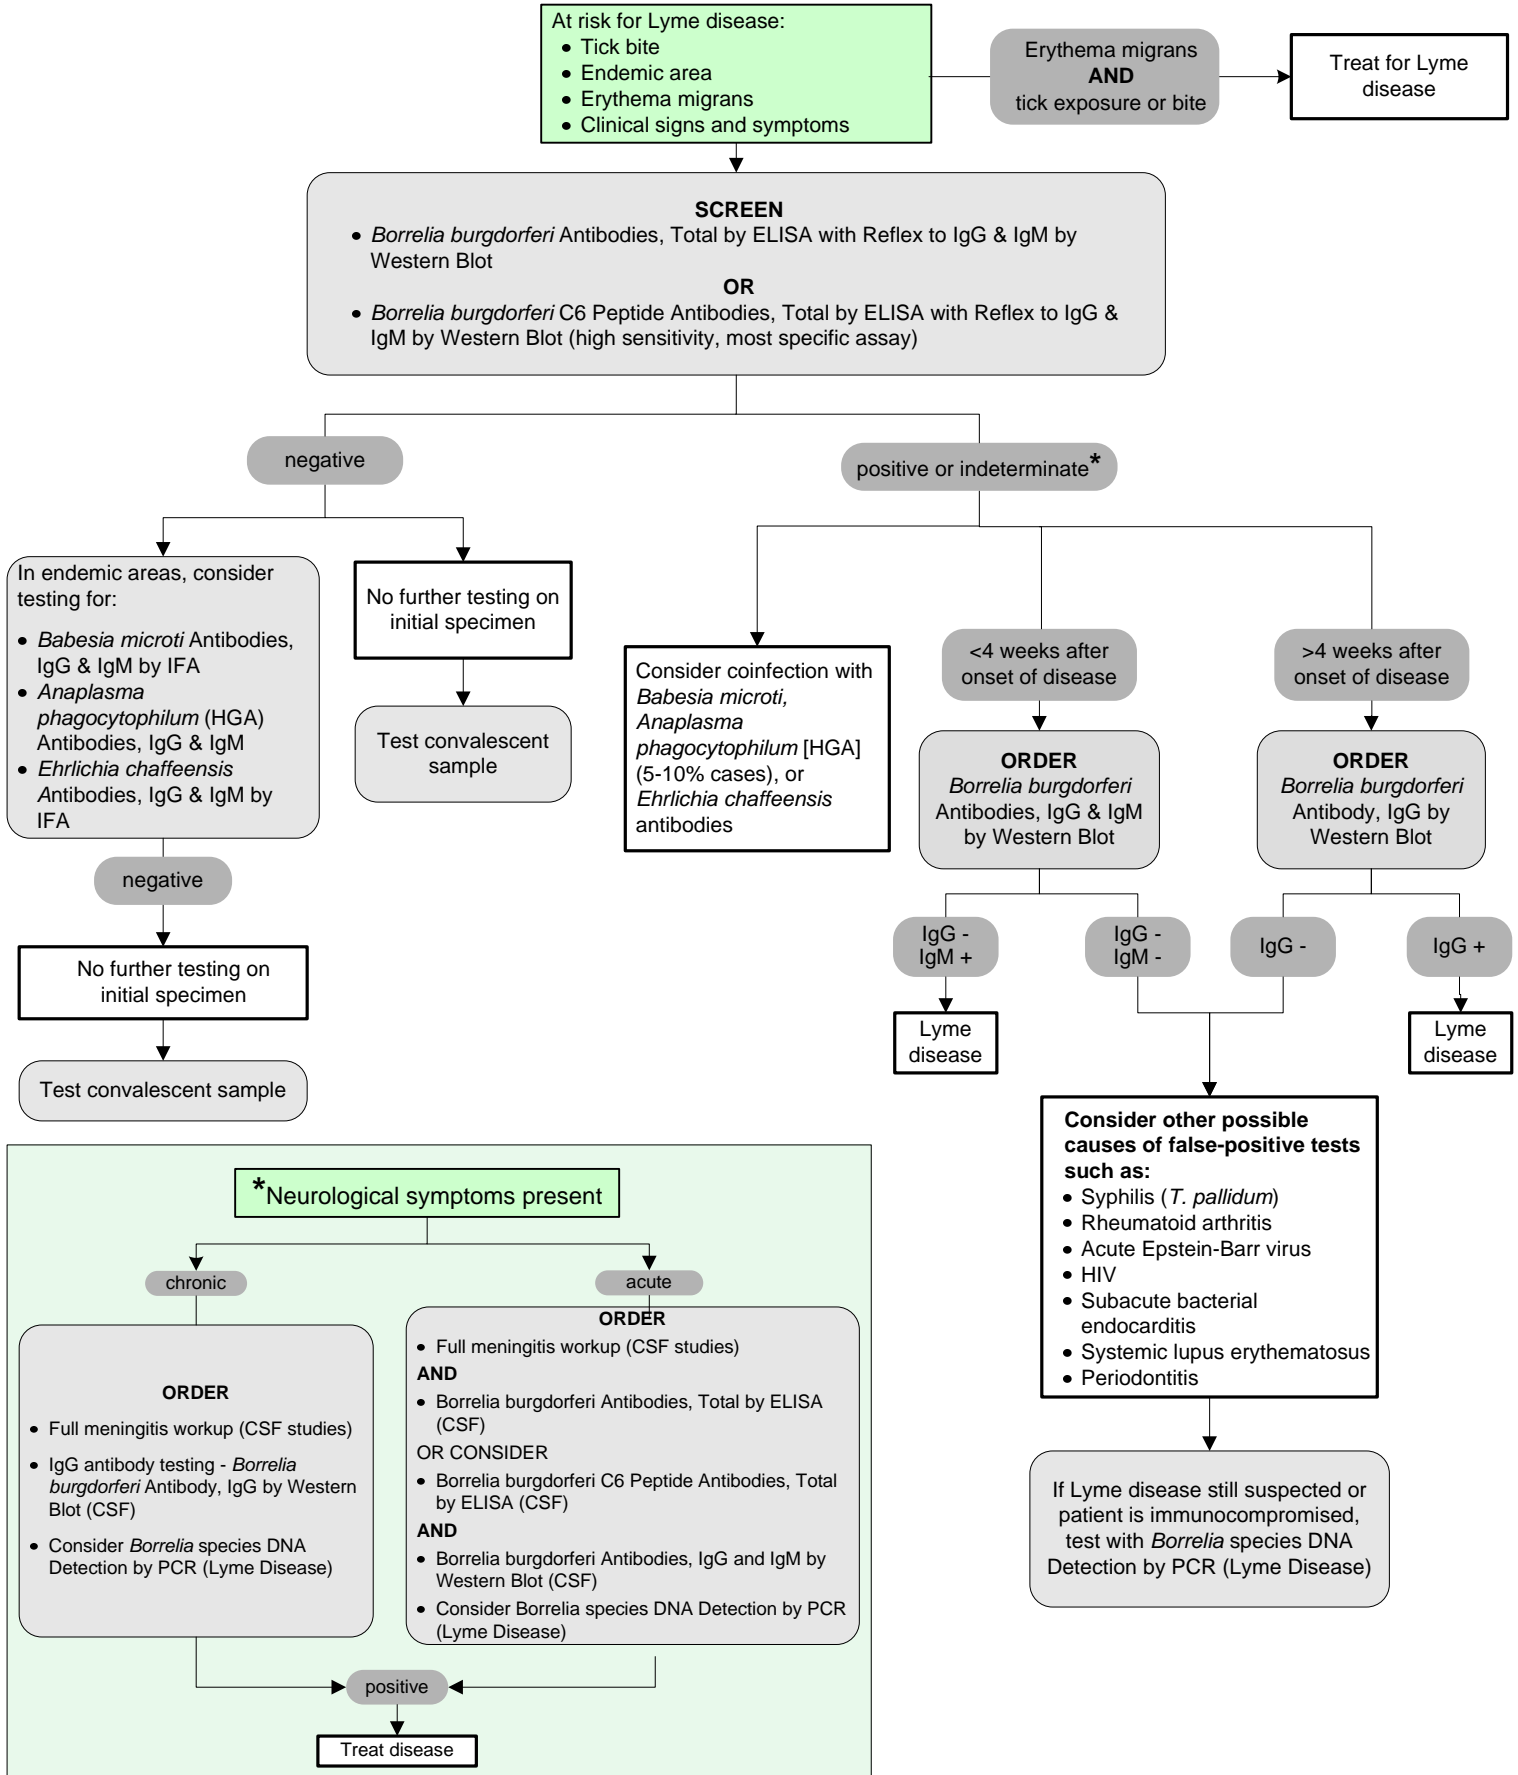 At risk for Lyme disease:
• Tick bite
• Endemic area
• Erythema migrans
• Clinical signs and symptoms
Erythema migrans
AND
tick exposure or bite
Treat for Lyme
disease
SCREEN
• Borrelia burgdorferi Antibodies, Total by ELISA with Reflex to IgG & IgM by
Western Blot
OR
• Borrelia burgdorferi C6 Peptide Antibodies, Total by ELISA with Reflex to IgG &
IgM by Western Blot (high sensitivity, most specific assay)
negative
positive or indeterminate*
In endemic areas, consider
testing for:
• Babesia microti Antibodies,
IgG & IgM by IFA
• Anaplasma
phagocytophilum (HGA)
Antibodies, IgG & IgM
• Ehrlichia chaffeensis
Antibodies, IgG & IgM by
IFA
No further testing on
initial specimen
Test convalescent
sample
negative
No further testing on
initial specimen
Test convalescent sample
Consider coinfection with
Babesia microti,
Anaplasma
phagocytophilum [HGA]
(5-10% cases), or
Ehrlichia chaffeensis
antibodies
<4 weeks after
onset of disease
>4 weeks after
onset of disease
ORDER
Borrelia burgdorferi
Antibodies, IgG & IgM
by Western Blot
ORDER
Borrelia burgdorferi
Antibody, IgG by
Western Blot
IgG -
IgM +
IgG -
IgM -
IgG -
IgG +
Lyme
disease
Lyme
disease
Consider other possible
causes of false-positive tests
such as:
• Syphilis (T. pallidum)
• Rheumatoid arthritis
• Acute Epstein-Barr virus
• HIV
• Subacute bacterial
endocarditis
• Systemic lupus erythematosus
• Periodontitis
If Lyme disease still suspected or
patient is immunocompromised,
test with Borrelia species DNA
Detection by PCR (Lyme Disease)
*Neurological symptoms present
chronic
acute
ORDER
• Full meningitis workup (CSF studies)
• IgG antibody testing - Borrelia
burgdorferi Antibody, IgG by Western
Blot (CSF)
• Consider Borrelia species DNA
Detection by PCR (Lyme Disease)
ORDER
• Full meningitis workup (CSF studies)
AND
• Borrelia burgdorferi Antibodies, Total by ELISA
(CSF)
OR CONSIDER
• Borrelia burgdorferi C6 Peptide Antibodies, Total
by ELISA (CSF)
AND
• Borrelia burgdorferi Antibodies, IgG and IgM by
Western Blot (CSF)
• Consider Borrelia species DNA Detection by PCR
(Lyme Disease)
positive
Treat disease